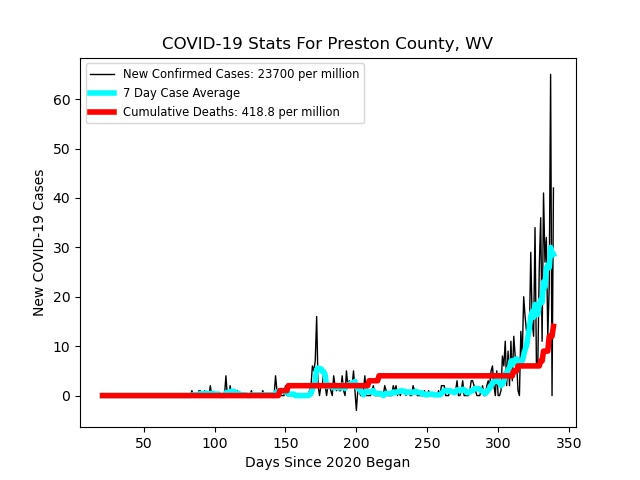 COVID-19 Stats For Preston County, WV
New Confirmed Cases: 23700 per million
7 Day Case Average
Cumulative Deaths: 418.8 per million
New COVID-19 Cases
60
50
40
30
20
10
0
50 100 150 200 250 300 350
Days Since 2020 Began